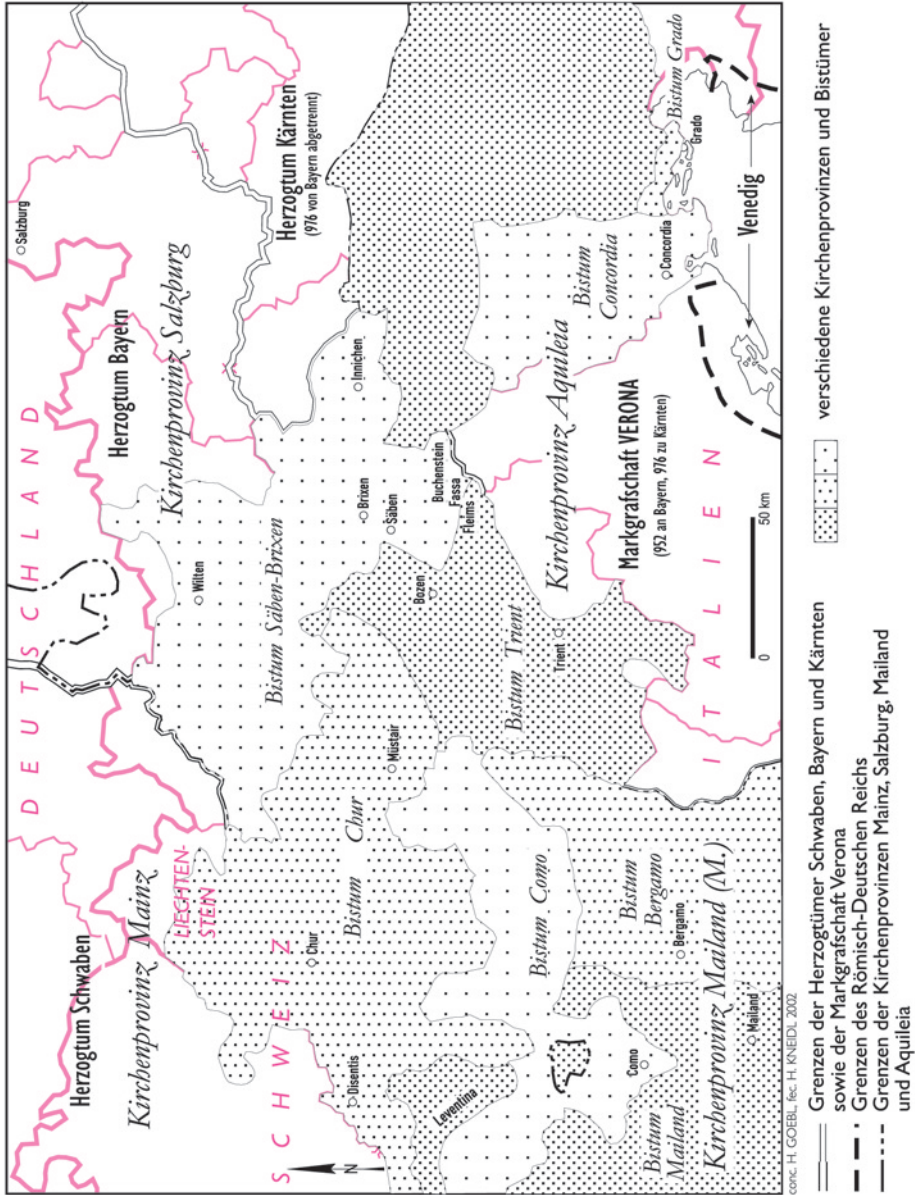 DEUTSCHLAND
Salzburg
Herzogtum Schwaben
Herzogtum Bayern
Kirchenprovinz Mainz
Kirchenprovinz Salzburg
LIECHTEN-
STEIN
Wilten
Herzogtum Kärnten
(976 von Bayern abgetrennt)
SCHWEIZ
Chur
Bistum Chur
Bistum Säben-Brixen
Innichen
Brixen
Säben
Disentis
Müstair
Leventina
Bozen
Buchenstein
Fassa
Fleims
Bistum Como
Bistum Trient
Trient
Kirchenprovinz Aquileia
Bistum
Concordia
Concordia
Bistum Grado
Grado
Como
Bistum
Bergamo
Bergamo
Markgrafschaft VERONA
(952 an Bayern, 976 zu Kärnten)
Bistum
Mailand
Kirchenprovinz Mailand (M.)
Mailand
ITALIEN
Venedig
N
0 50 km
conc. H. GOEBL, fec. H. KNEIDL 2002
Grenzen der Herzogtümer Schwaben, Bayern und Kärnten
sowie der Markgrafschaft Verona
Grenzen des Römisch-Deutschen Reichs
Grenzen der Kirchenprovinzen Mainz, Salzburg, Mailand
und Aquileia
verschiedene Kirchenprovinzen und Bistümer